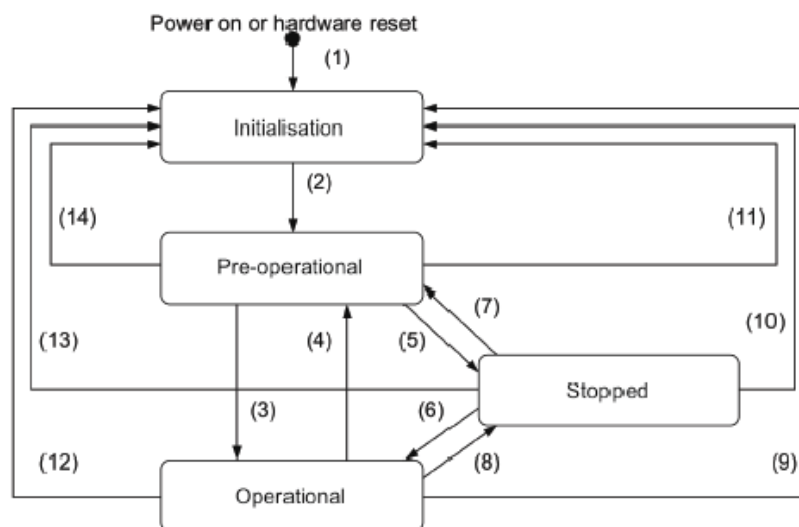 Power on or hardware reset
(1)
Initialisation
(2)
(14)
(11)
Pre-operational
(7)
(13)
(4)
(5)
(10)
Stopped
(3)
(6)
(12)
(8)
(9)
Operational